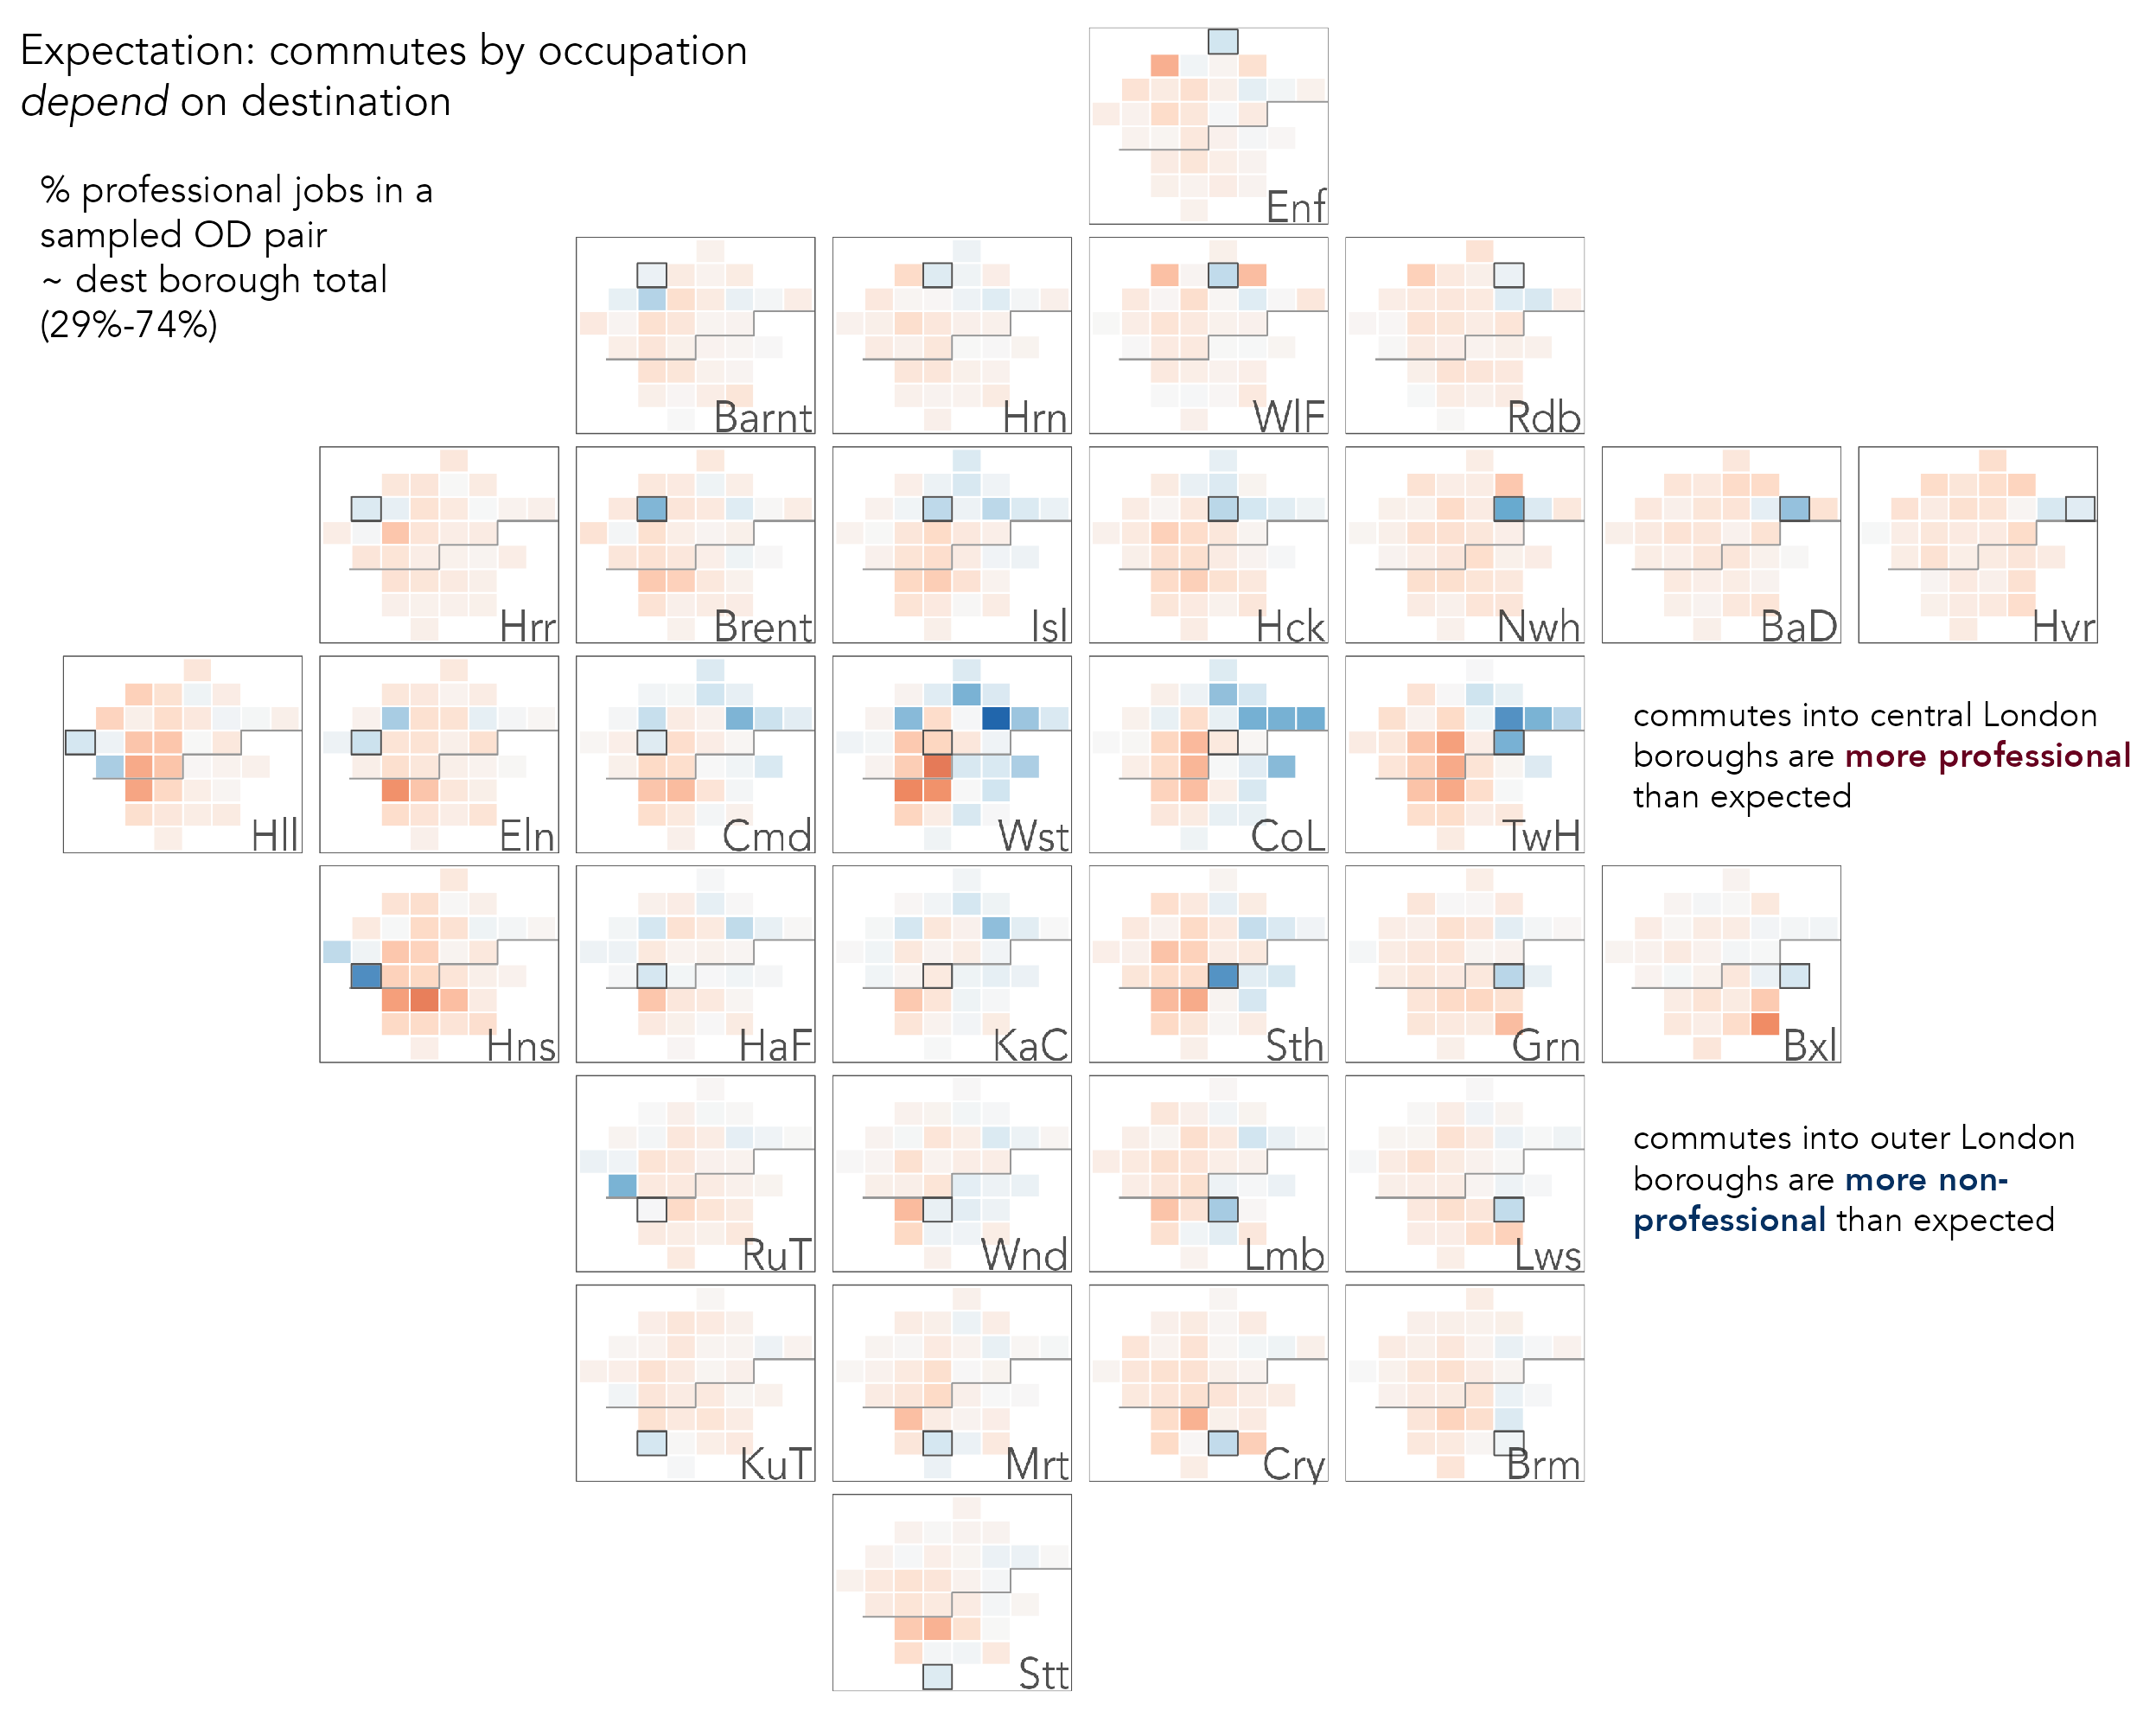 Expectation: commutes by occupation
depend on destination
% professional jobs in a
sampled OD pair
~ dest borough total
(29%-74%)
Enf
Barnt
Hrn
WlF
Rdb
Hrr
Brent
Isl
Hck
Nwh
BaD
Hvr
Hll
Eln
Cmd
Wst
CoL
TwH
commutes into central London
boroughs are more professional
than expected
Hns
HaF
KaC
Sth
Grn
Bxl
RuT
Wnd
Lmb
Lws
commutes into outer London
boroughs are more non-
professional than expected
KuT
Mrt
Cry
Brm
Stt